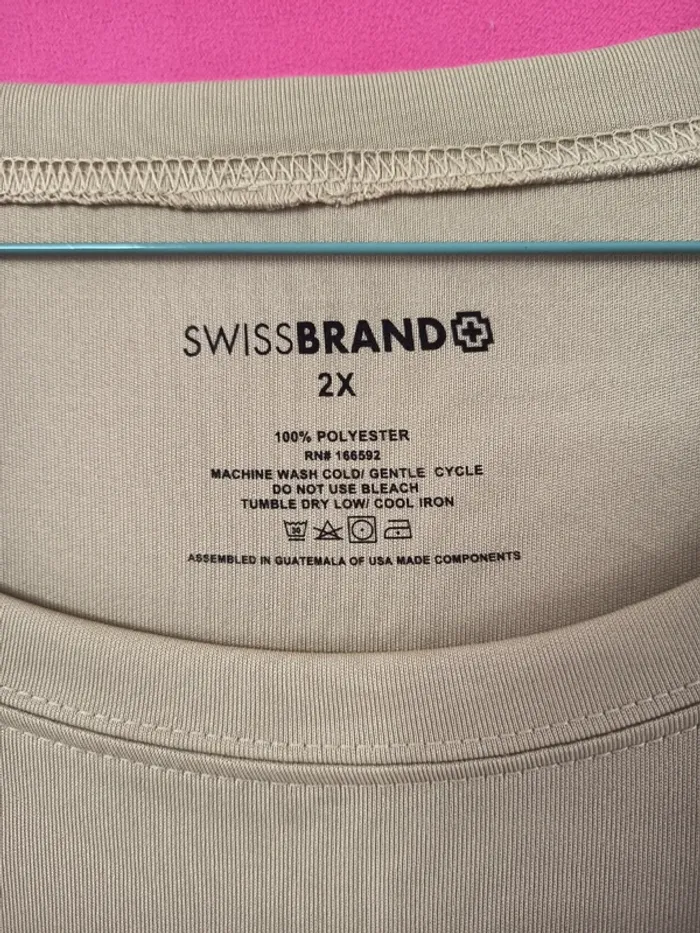 SWISSBRAND
2X
100% POLYESTER
RN# 166592
MACHINE WASH COLD/ GENTLE CYCLE
DO NOT USE BLEACH
TUMBLE DRY LOW/ COOL IRON
30
ASSEMBLED IN GUATEMALA OF USA MADE COMPONENTS